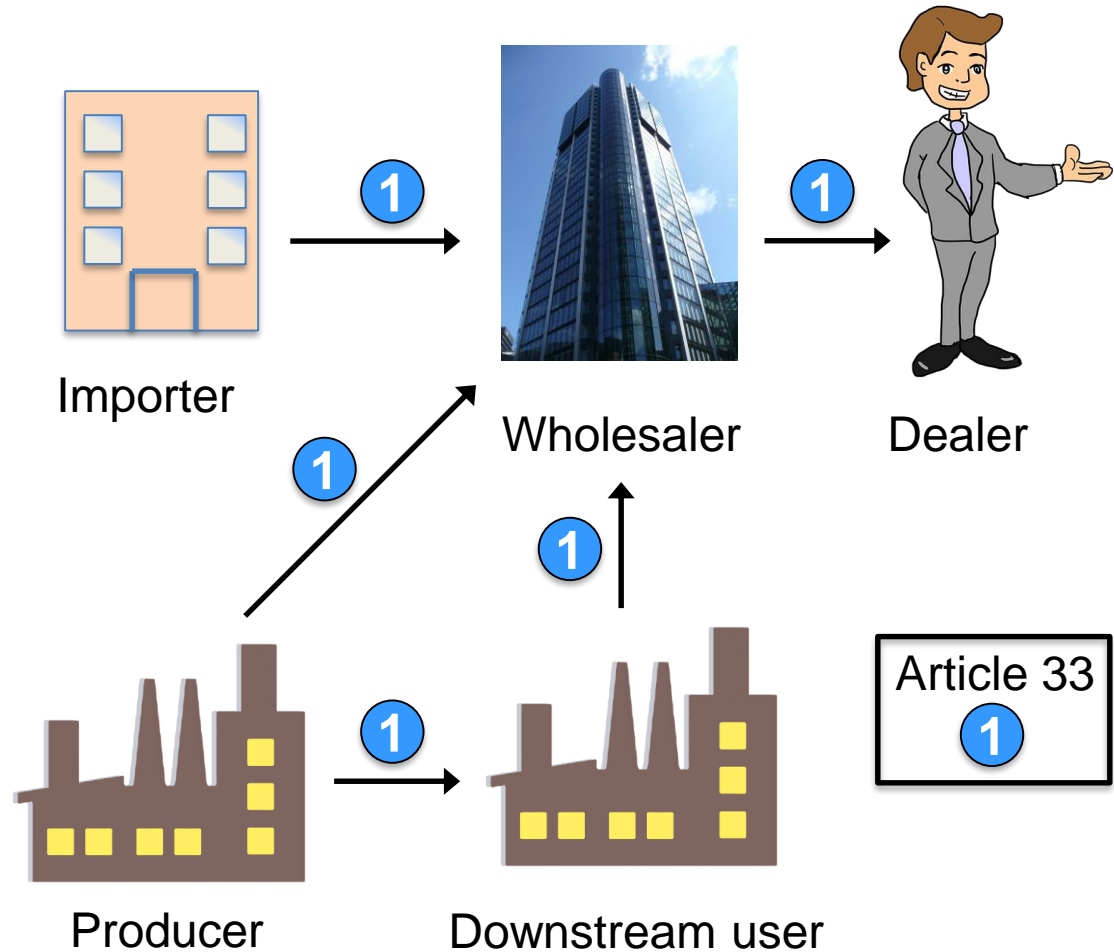 1
1
Importer
Wholesaler
Dealer
1
1
Article 33
1
1
Producer
Downstream user